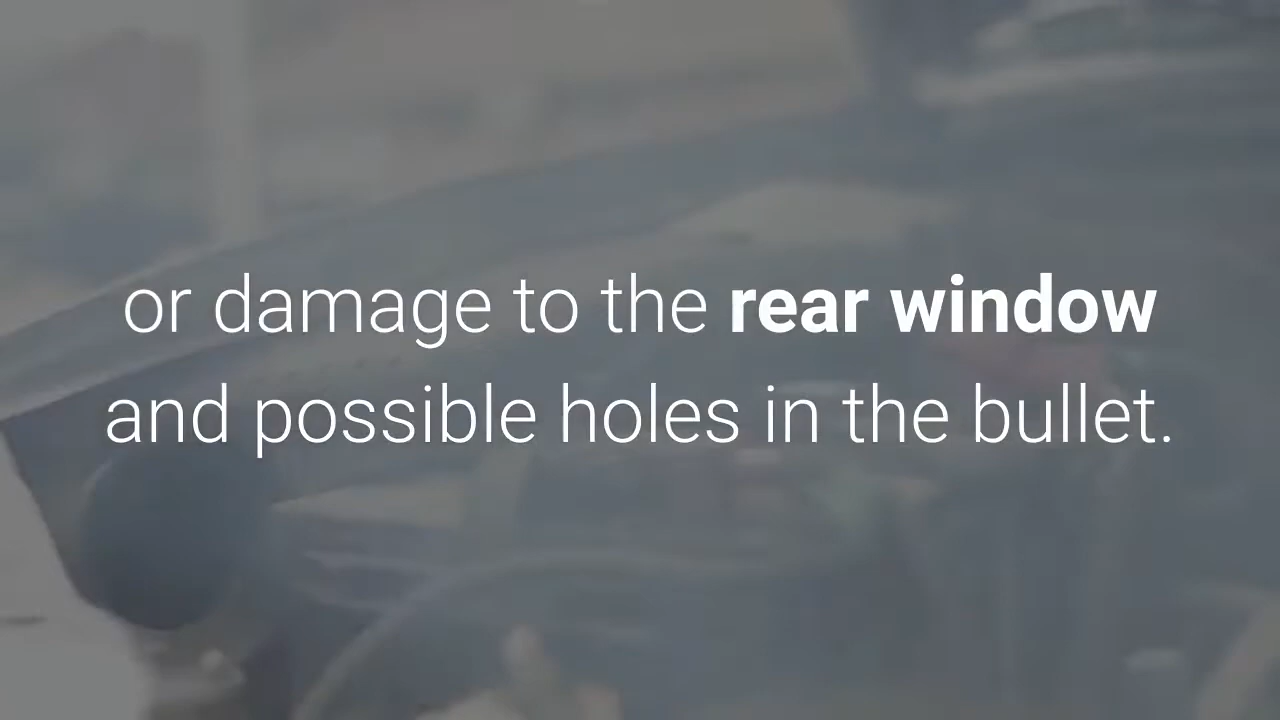 or damage to the rear window
and possible holes in the bullet.